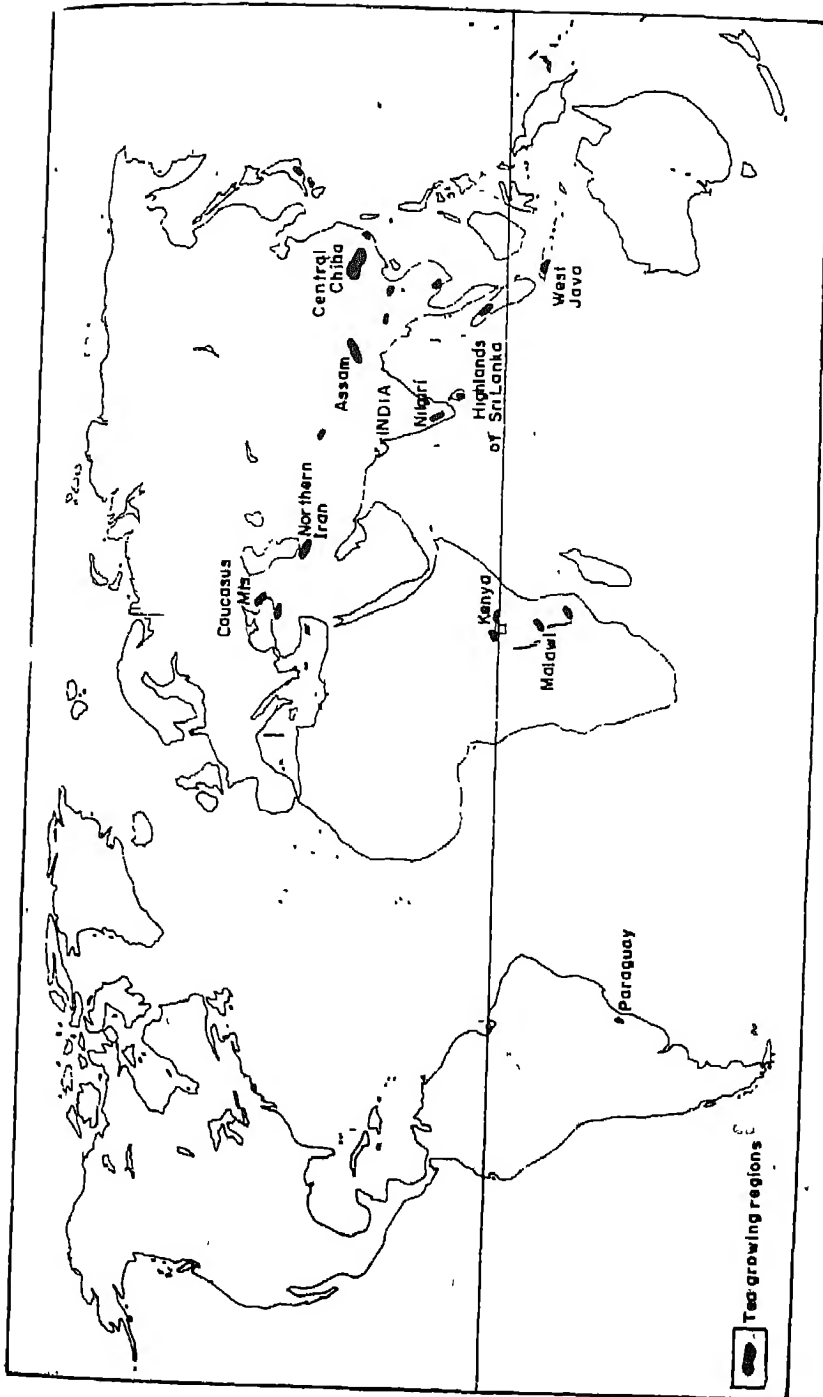 Caucasus
Mts.
Northern
Iran
Assam
Central
Chiba
INDIA
Nilgiri
Highlands
of Sri Lanka
West
Java
Kenya
Malawi
Paraguay
Tea growing regions